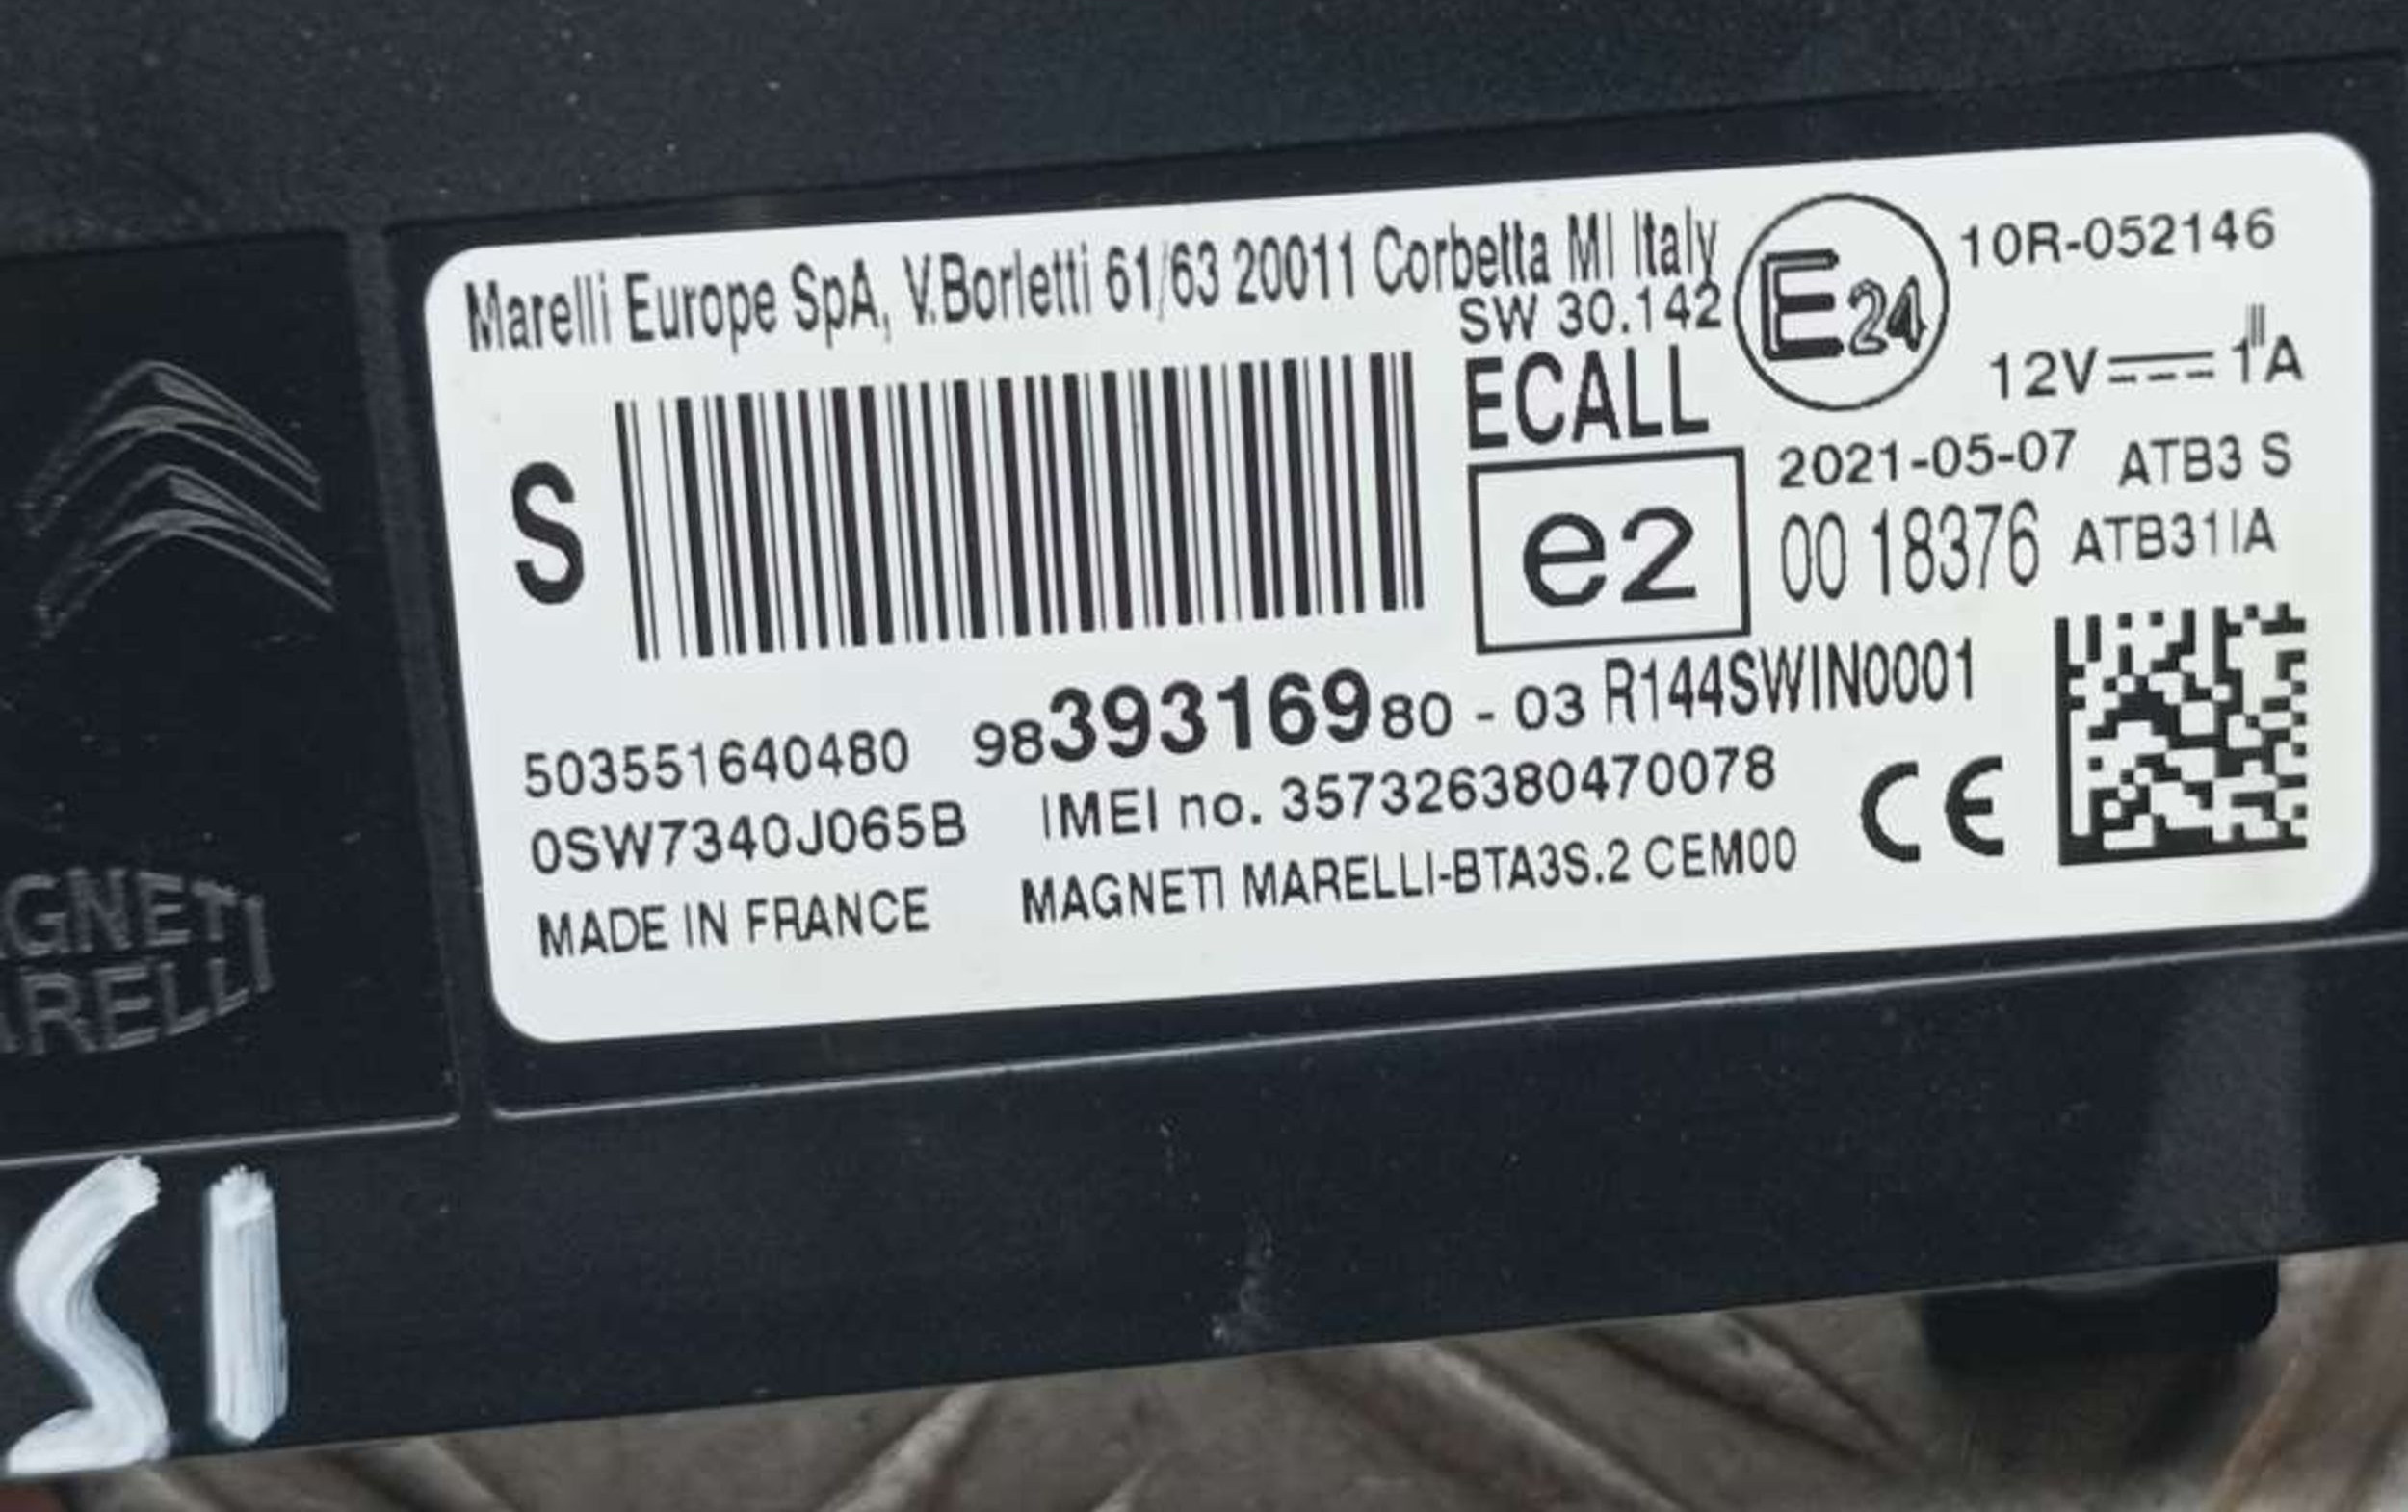 Marelli Europe SpA, V.Borletti 61/63 20011 Corbetta MI Italy
SW 30.142
E24
10R-052146
12V 1A
S
ECALL
e2
2021-05-07 ATB3 S
00 18376 ATB31IA
503551640480 9839316980 - 03 R144SWIN0001
0SW7340J065B IMEI no. 357326380470078
MADE IN FRANCE MAGNETI MARELLI-BTA3S.2 CEM00
CE
GNETI
ARELLI